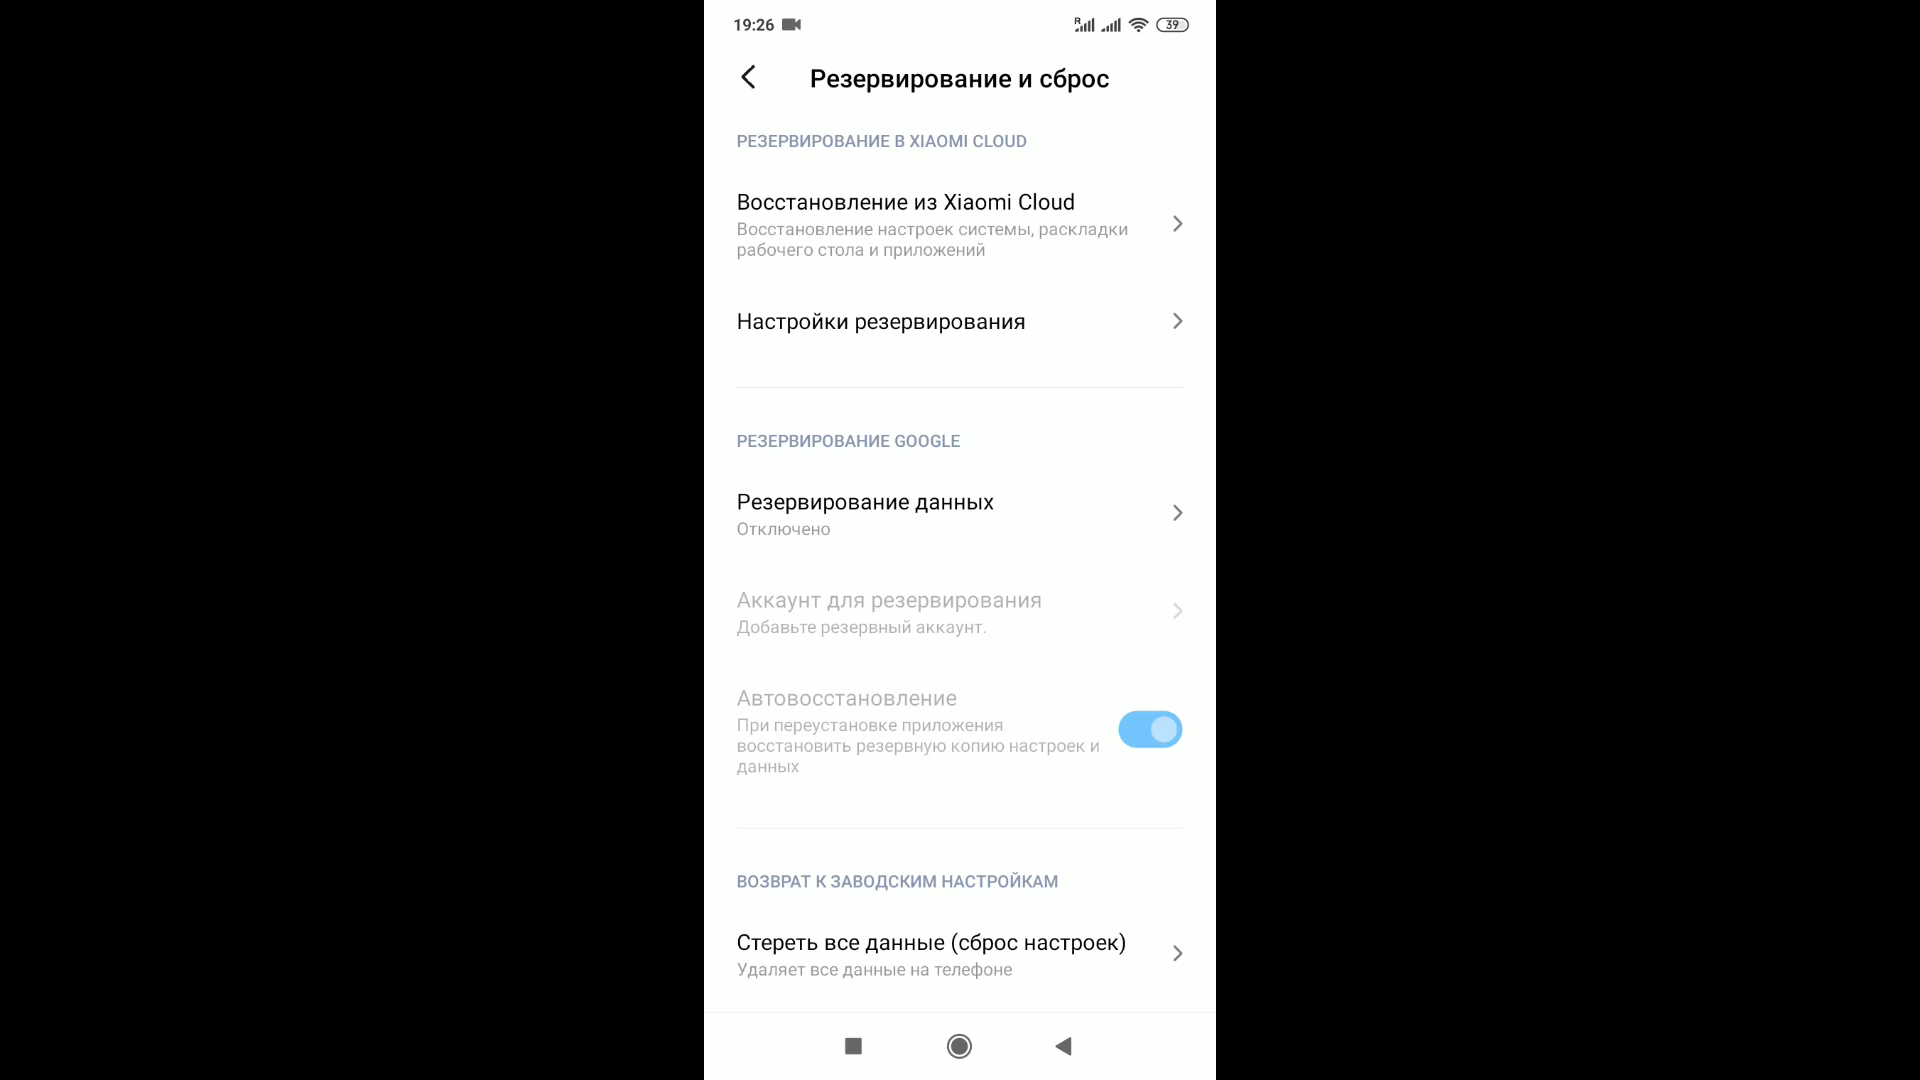 19:26
R
39
Резервирование и сброс
РЕЗЕРВИРОВАНИЕ В XIAOMI CLOUD
Восстановление из Xiaomi Cloud
Восстановление настроек системы, раскладки
рабочего стола и приложений
Настройки резервирования
РЕЗЕРВИРОВАНИЕ GOOGLE
Резервирование данных
Отключено
Аккаунт для резервирования
Добавьте резервный аккаунт.
Автовосстановление
При переустановке приложения
восстановить резервную копию настроек и
данных
ВОЗВРАТ К ЗАВОДСКИМ НАСТРОЙКАМ
Стереть все данные (сброс настроек)
Удаляет все данные на телефоне